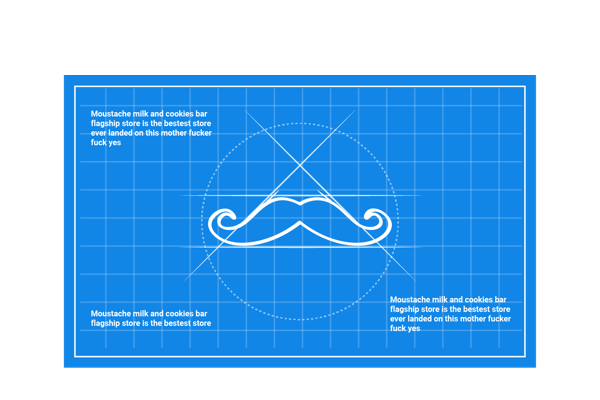 Moustache milk and cookies bar
flagship store is the bestest store
ever landed on this mother fucker
fuck yes
Moustache milk and cookies bar
flagship store is the bestest store
Moustache milk and cookies bar
flagship store is the bestest store
ever landed on this mother fucker
fuck yes